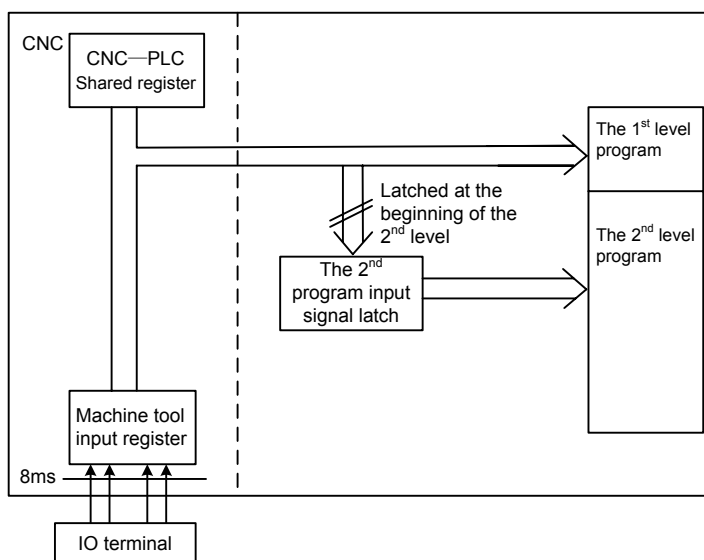 CNC
CNC—PLC
Shared register
The 1st level
program
Latched at the
beginning of the
2nd level
The 2nd
program input
signal latch
The 2nd level
program
Machine tool
input register
8ms
IO terminal